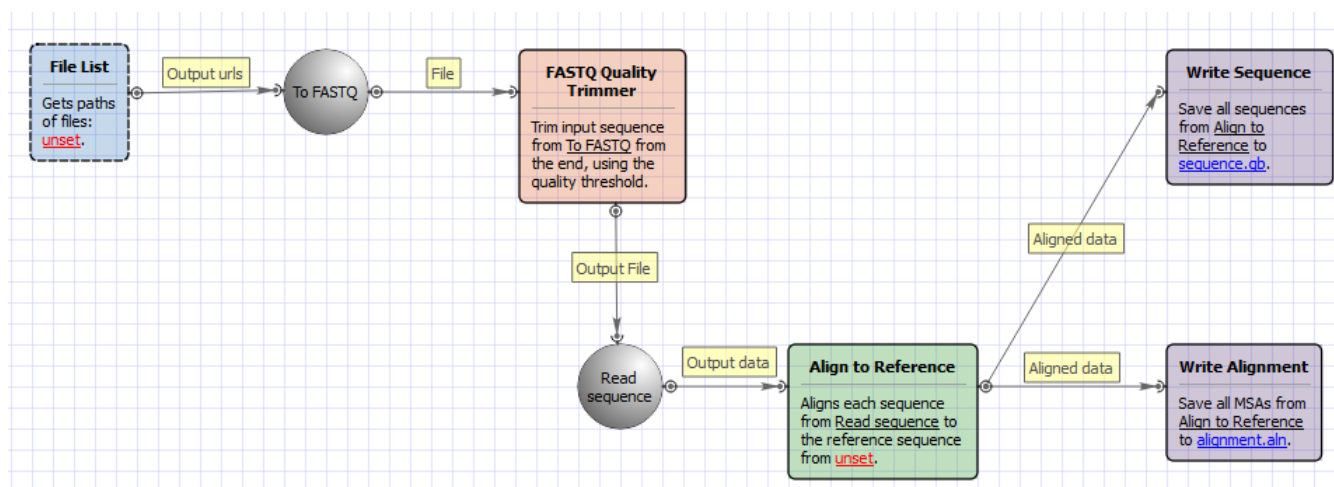 File List
Gets paths
of files:
unset.
Output urls
To FASTQ
File
FASTQ Quality
Trimmer
Trim input sequence
from To FASTQ from
the end, using the
quality threshold.
Output File
Read
sequence
Output data
Align to Reference
Aligns each sequence
from Read sequence to
the reference sequence
from unset.
Aligned data
Write Sequence
Save all sequences
from Align to
Reference to
sequence.gb.
Aligned data
Write Alignment
Save all MSAs from
Align to Reference
to alignment.aln.